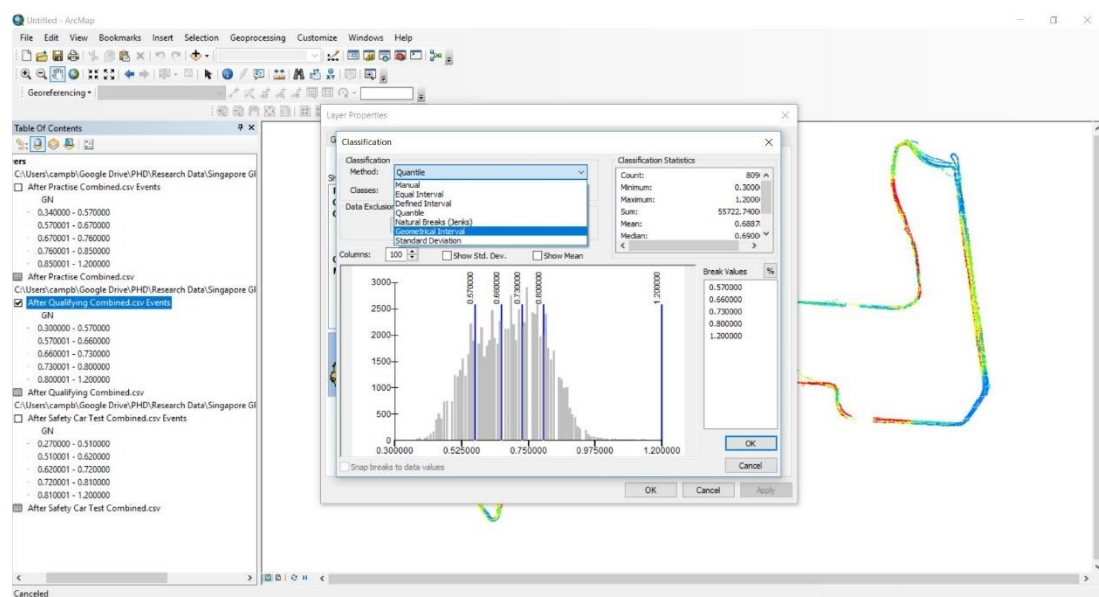 Untitled - ArcMap
File Edit View Bookmarks Insert Selection Geoprocessing Customize Windows Help
Georeferencing
Table Of Contents
ers
C:\Users\campb\Google Drive\PHD\Research Data\Singapore GI
After Practise Combined.csv Events
GN
0.340000 - 0.570000
0.570001 - 0.670000
0.670001 - 0.760000
0.760001 - 0.850000
0.850001 - 1.200000
After Practise Combined.csv
C:\Users\campb\Google Drive\PHD\Research Data\Singapore GI
After Qualifying Combined.csv Events
GN
0.300000 - 0.570000
0.570001 - 0.660000
0.660001 - 0.730000
0.730001 - 0.800000
0.800001 - 1.200000
After Qualifying Combined.csv
C:\Users\campb\Google Drive\PHD\Research Data\Singapore GI
After Safety Car Test Combined.csv Events
GN
0.270000 - 0.510000
0.510001 - 0.620000
0.620001 - 0.720000
0.720001 - 0.810000
0.810001 - 1.200000
After Safety Car Test Combined.csv
Canceled
Layer Properties
Classification
Classification
Method: Quantile
Classes:
Data Exclusion
Manual
Equal Interval
Defined Interval
Quantile
Natural Breaks (Jenks)
Geometrical Interval
Standard Deviation
Classification Statistics
Count: 809
Minimum: 0.3000
Maximum: 1.2000
Sum: 55722.7400
Mean: 0.6887
Median: 0.6900
Columns: 100 Show Std. Dev. Show Mean
Break Values %
0.570000
0.660000
0.730000
0.800000
1.200000
0.570000 0.660000 0.730000 0.800000 1.200000
3000
2500
2000
1500
1000
500
0
0.300000 0.525000 0.750000 0.975000 1.200000
Snap breaks to data values
OK
Cancel
OK Cancel Apply